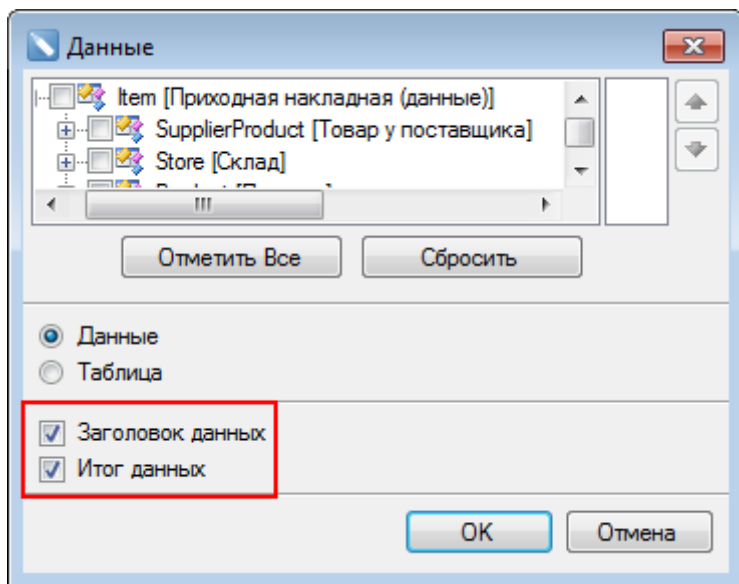 Данные
Item [Приходная накладная (данные)]
SupplierProduct [Товар у поставщика]
Store [Склад]
Отметить Все Сбросить
Данные
Таблица
Заголовок данных
Итог данных
OK Отмена